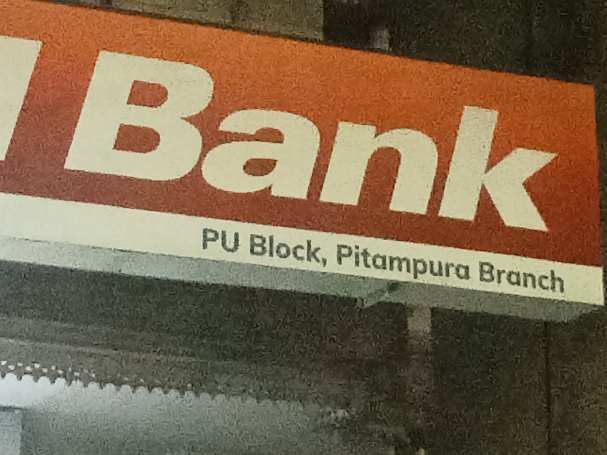 Bank
PU Block, Pitampura Branch